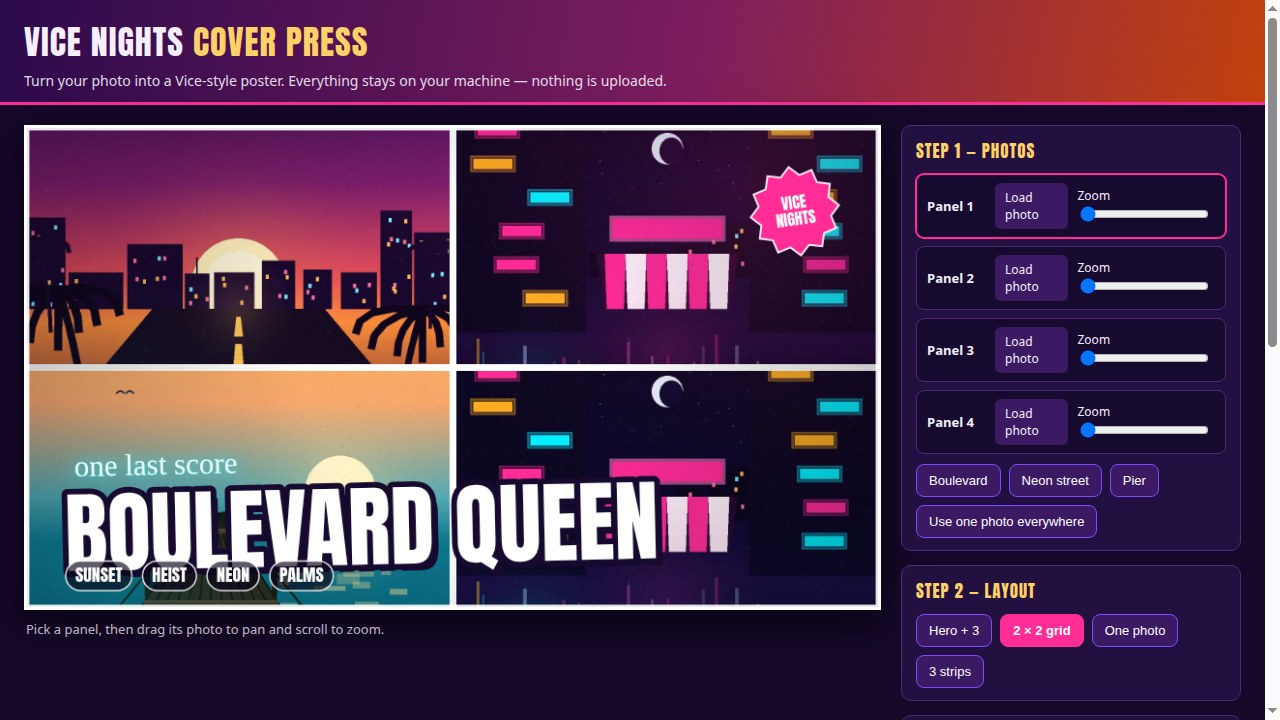 VICE NIGHTS COVER PRESS
Turn your photo into a Vice-style poster. Everything stays on your machine — nothing is uploaded.
VICE
NIGHTS
one last score
BOULEVARD QUEEN
SUNSET HEIST NEON PALMS
Pick a panel, then drag its photo to pan and scroll to zoom.
STEP 1 – PHOTOS
Panel 1 Load photo Zoom
Panel 2 Load photo Zoom
Panel 3 Load photo Zoom
Panel 4 Load photo Zoom
Boulevard Neon street Pier
Use one photo everywhere
STEP 2 – LAYOUT
Hero + 3 2 × 2 grid One photo
3 strips